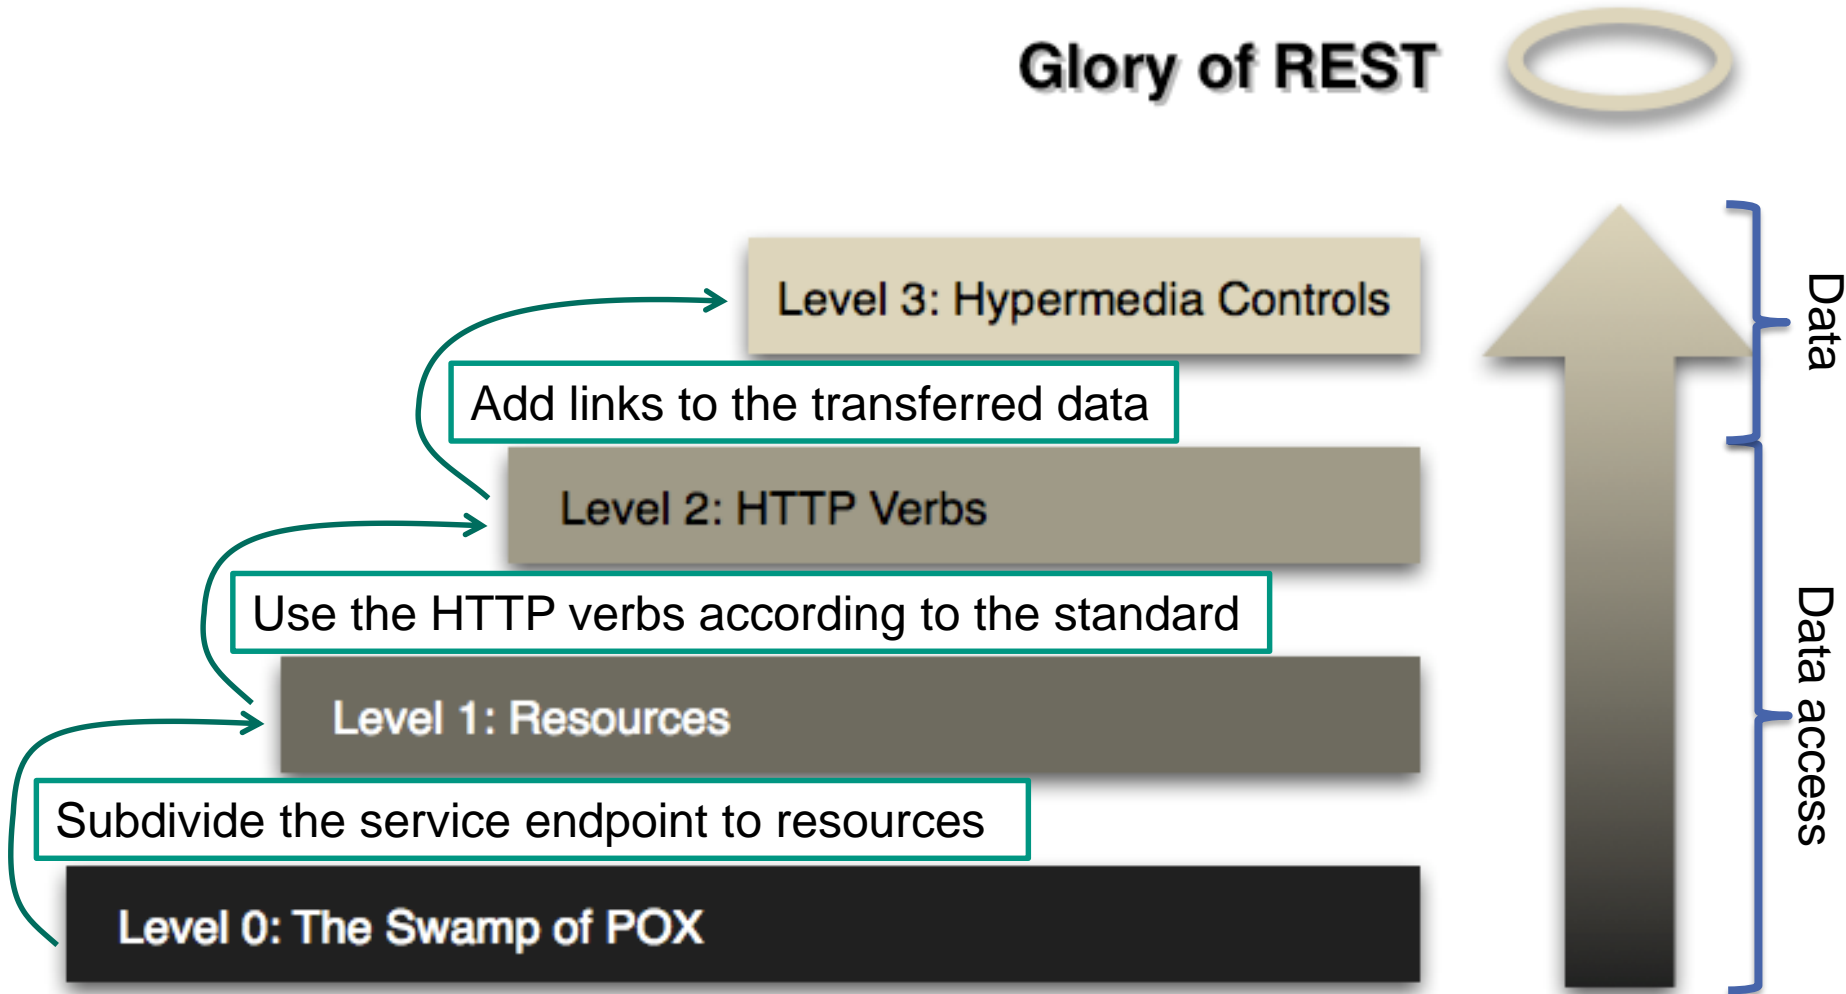 Glory of REST
Level 3: Hypermedia Controls
Add links to the transferred data
Level 2: HTTP Verbs
Use the HTTP verbs according to the standard
Level 1: Resources
Subdivide the service endpoint to resources
Level 0: The Swamp of POX
Data
Data access